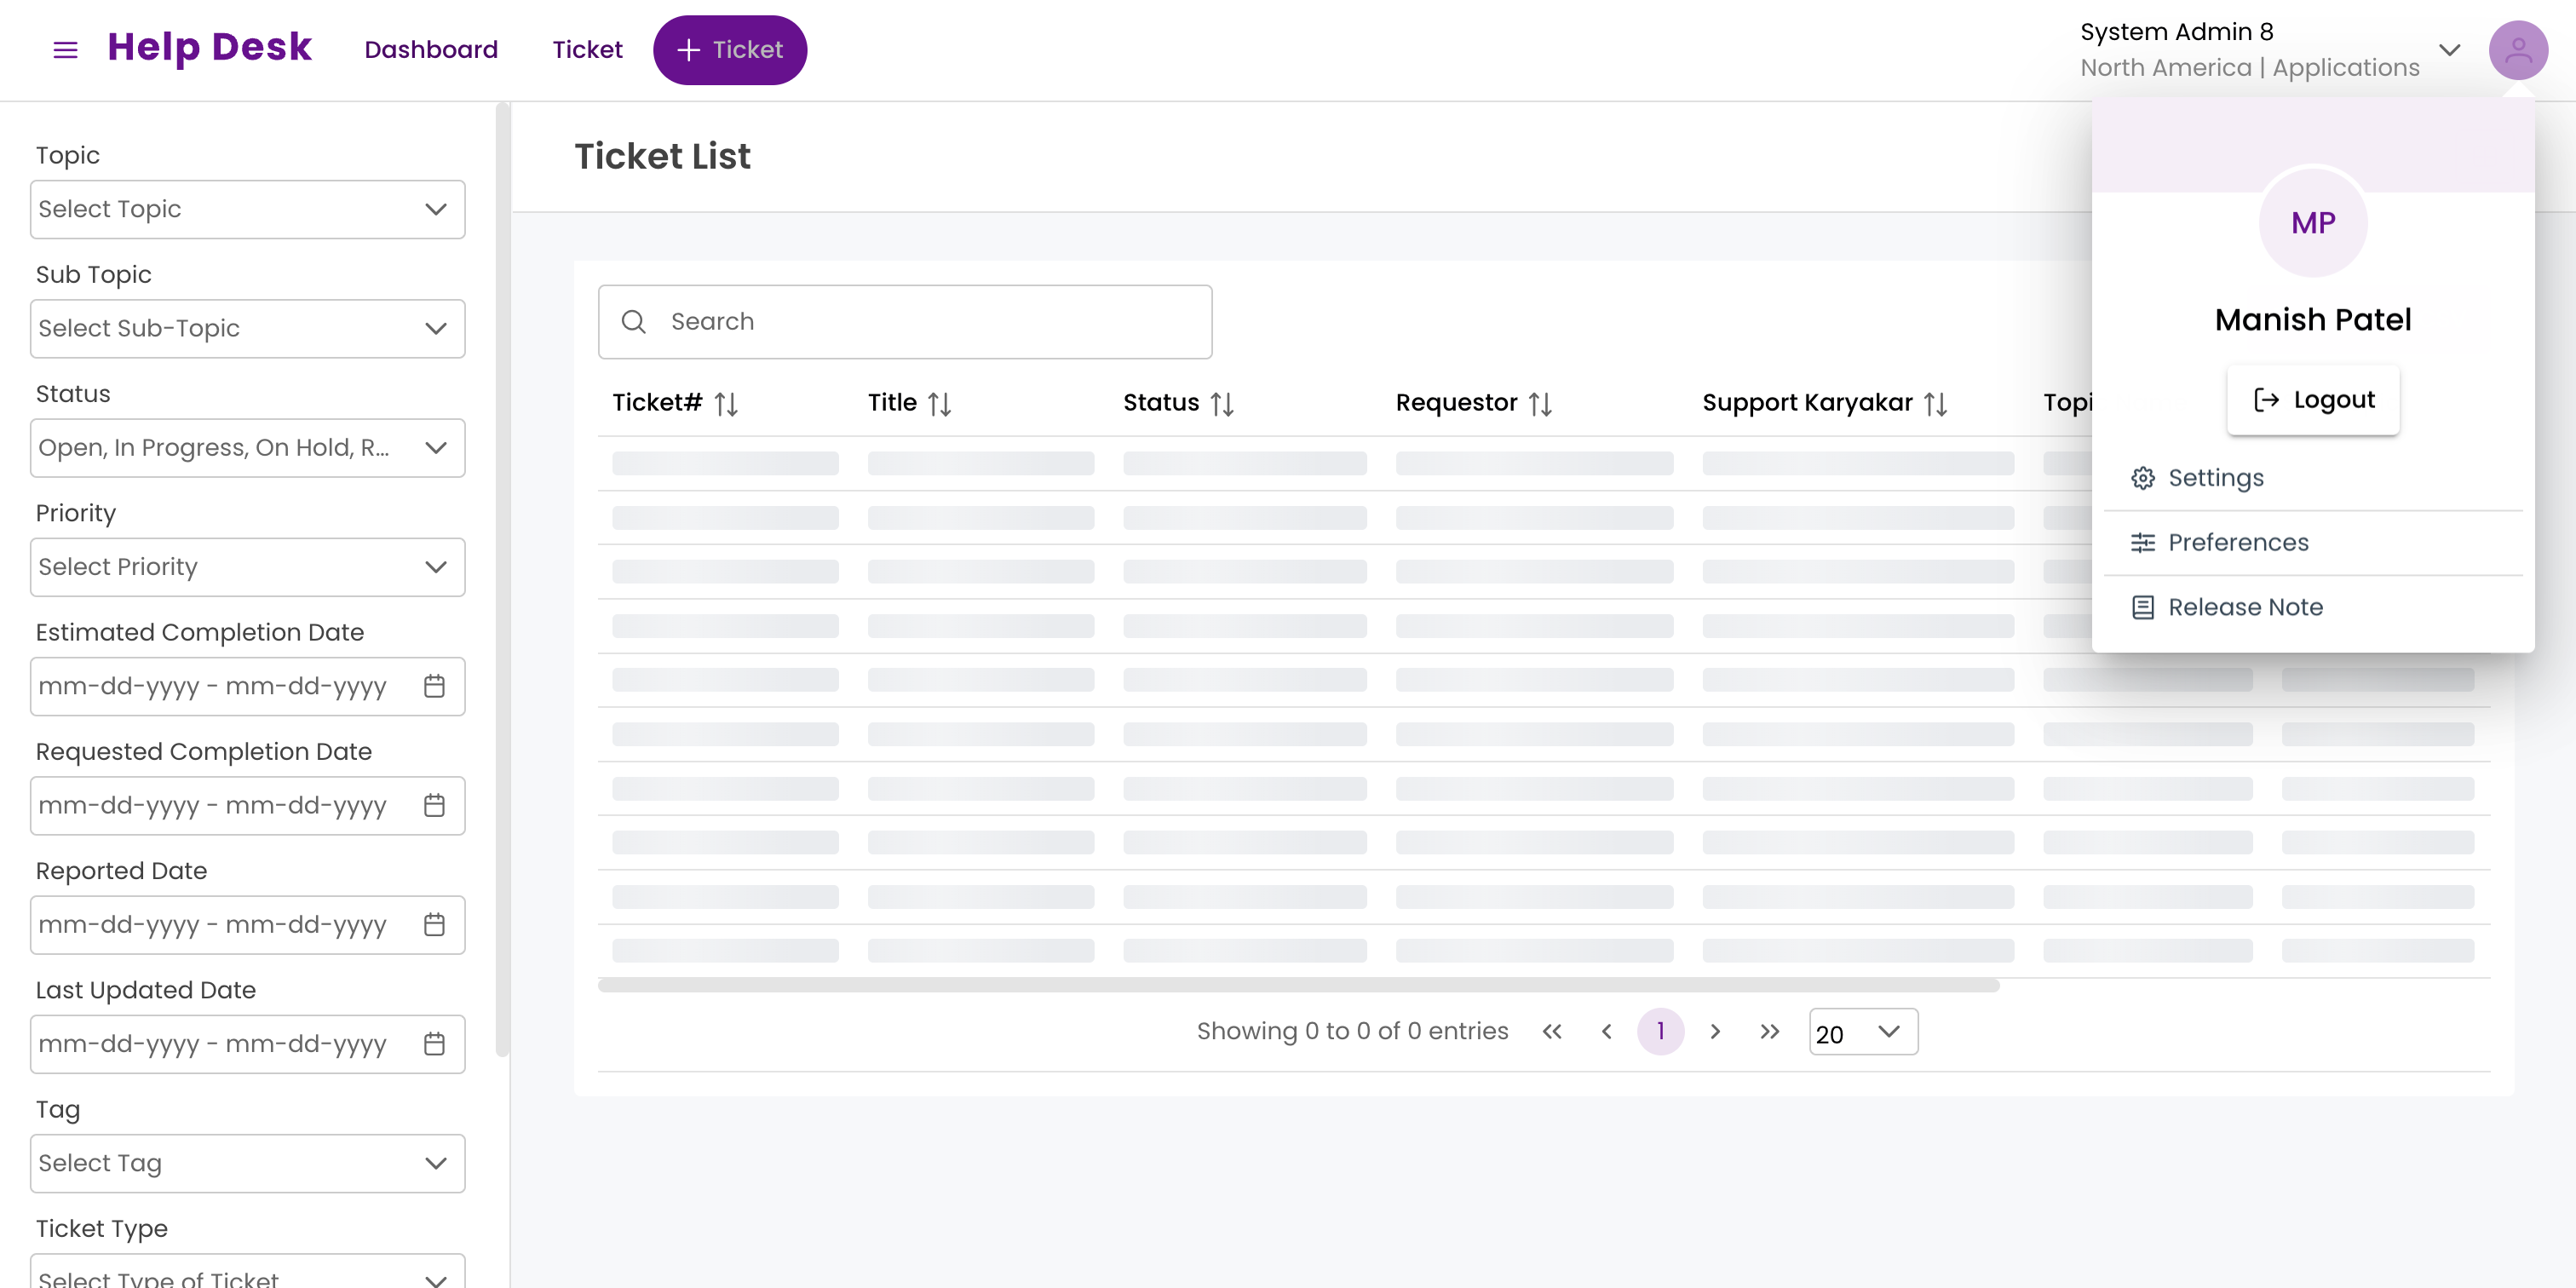 Help Desk
Dashboard
Ticket
Ticket
System Admin 8
North America | Applications
Topic
Select Topic
Sub Topic
Select Sub-Topic
Status
Open, In Progress, On Hold, R...
Priority
Select Priority
Estimated Completion Date
mm-dd-yyyy - mm-dd-yyyy
Requested Completion Date
mm-dd-yyyy - mm-dd-yyyy
Reported Date
mm-dd-yyyy - mm-dd-yyyy
Last Updated Date
mm-dd-yyyy - mm-dd-yyyy
Tag
Select Tag
Ticket Type
Select Type of Ticket
Ticket List
Search
Ticket# Title Status Requestor Support Karyakar Topi
Showing 0 to 0 of 0 entries
1
20
MP
Manish Patel
Logout
Settings
Preferences
Release Note